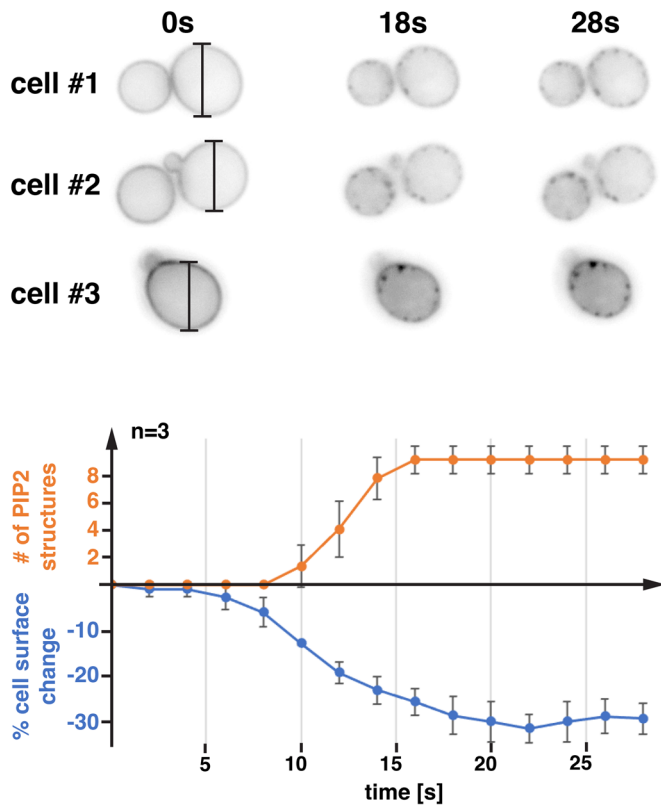 0s 18s 28s
cell #1
cell #2
cell #3
n=3
# of PIP2
structures
8
6
4
2
% cell surface
change
-10
-20
-30
5 10 15 20 25
time [s]